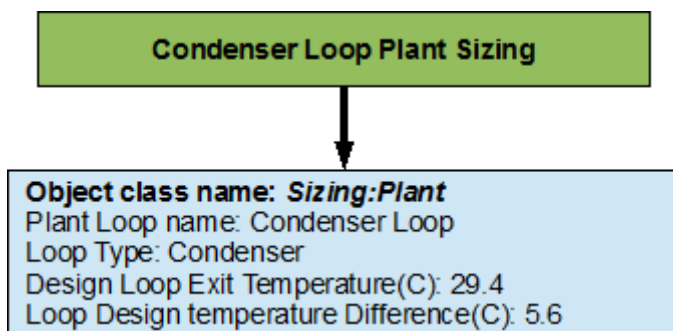 Condenser Loop Plant Sizing
Object class name: Sizing:Plant
Plant Loop name: Condenser Loop
Loop Type: Condenser
Design Loop Exit Temperature(C): 29.4
Loop Design temperature Difference(C): 5.6